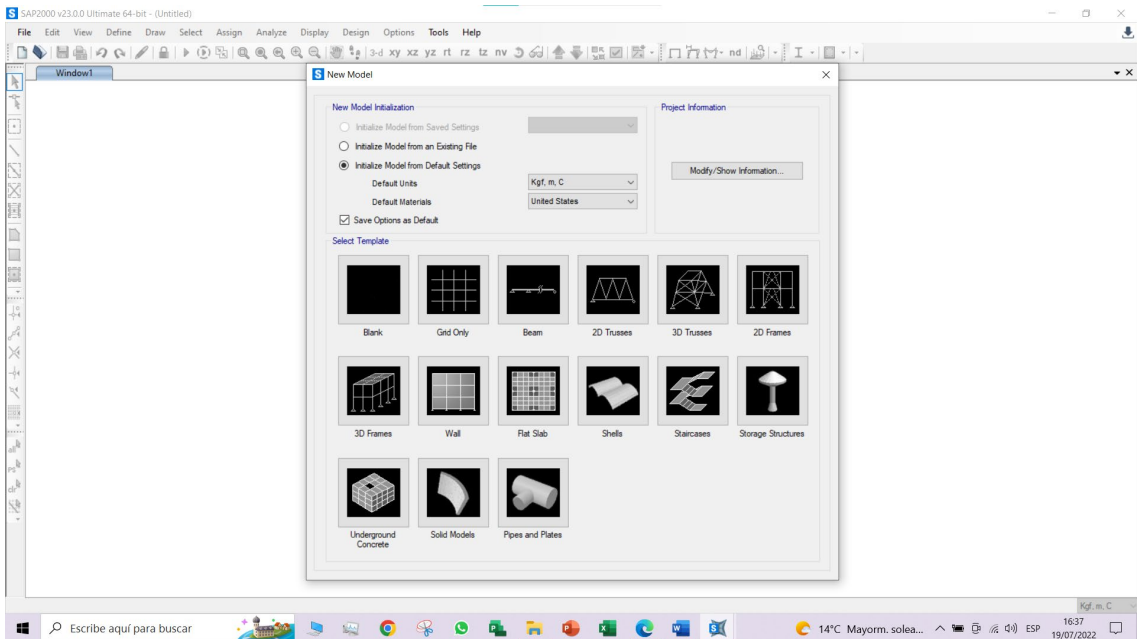 SAP2000 v23.0.0 Ultimate 64-bit - (Untitled)
File Edit View Define Draw Select Assign Analyze Display Design Options Tools Help
3-d xy xz yz rt rz tz nv nd
Window1
New Model
New Model Initialization
Project Information
Initialize Model from Saved Settings
Initialize Model from an Existing File
Initialize Model from Default Settings
Modify/Show Information...
Default Units
Kgf, m, C
Default Materials
United States
Save Options as Default
Select Template
Blank
Grid Only
Beam
2D Trusses
3D Trusses
2D Frames
3D Frames
Wall
Flat Slab
Shells
Staircases
Storage Structures
Underground
Concrete
Solid Models
Pipes and Plates
Kgf, m, C
Escribe aquí para buscar
14°C Mayorm. solea...
ESP
16:37
19/07/2022